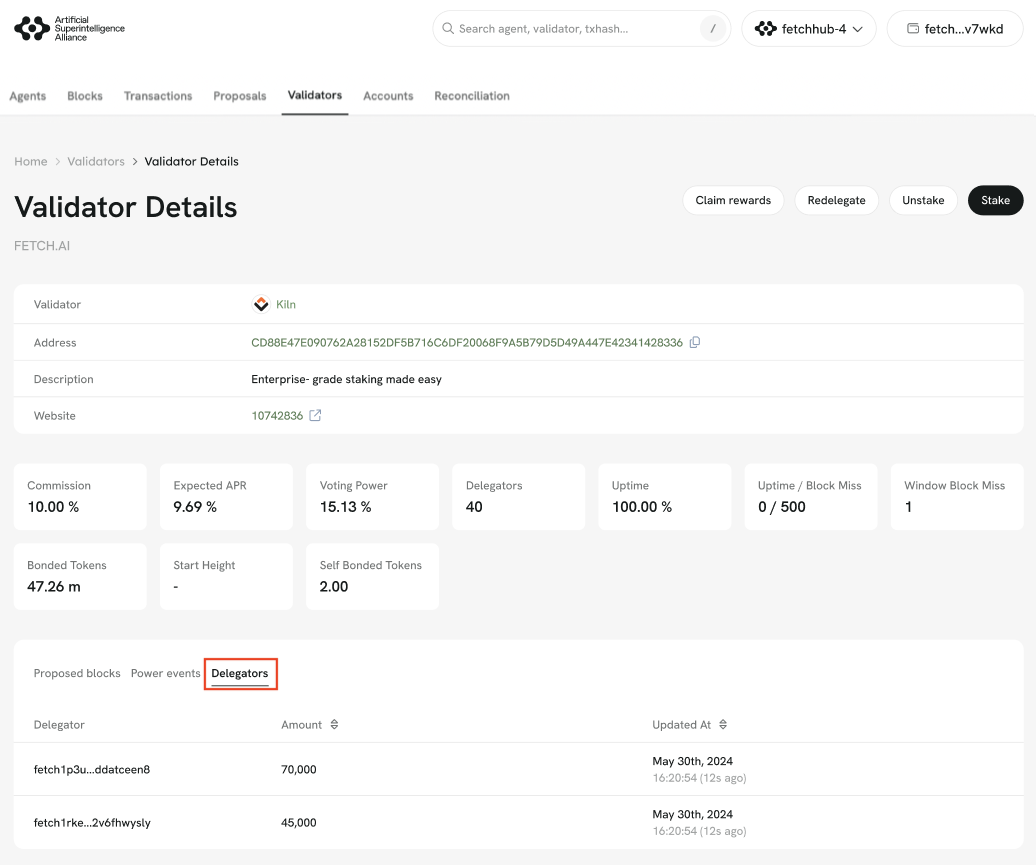 Artificial
Superintelligence
Alliance
Search agent, validator, txhash...
/
fetchhub-4
fetch...v7wkd
Agents Blocks Transactions Proposals Validators Accounts Reconciliation
Home > Validators > Validator Details
Validator Details
Claim rewards Redelegate Unstake Stake
FETCH.AI
Validator Kiln
Address CD88E47E090762A28152DF5B716C6DF20068F9A5B79D5D49A447E42341428336
Description Enterprise- grade staking made easy
Website 10742836
Commission Expected APR Voting Power Delegators Uptime Uptime / Block Miss Window Block Miss
10.00 % 9.69 % 15.13 % 40 100.00 % 0 / 500 1
Bonded Tokens Start Height Self Bonded Tokens
47.26 m - 2.00
Proposed blocks Power events Delegators
Delegator Amount Updated At
fetch1p3u...ddatceen8 70,000 May 30th, 2024
16:20:54 (12s ago)
fetch1rke...2v6fhwysly 45,000 May 30th, 2024
16:20:54 (12s ago)